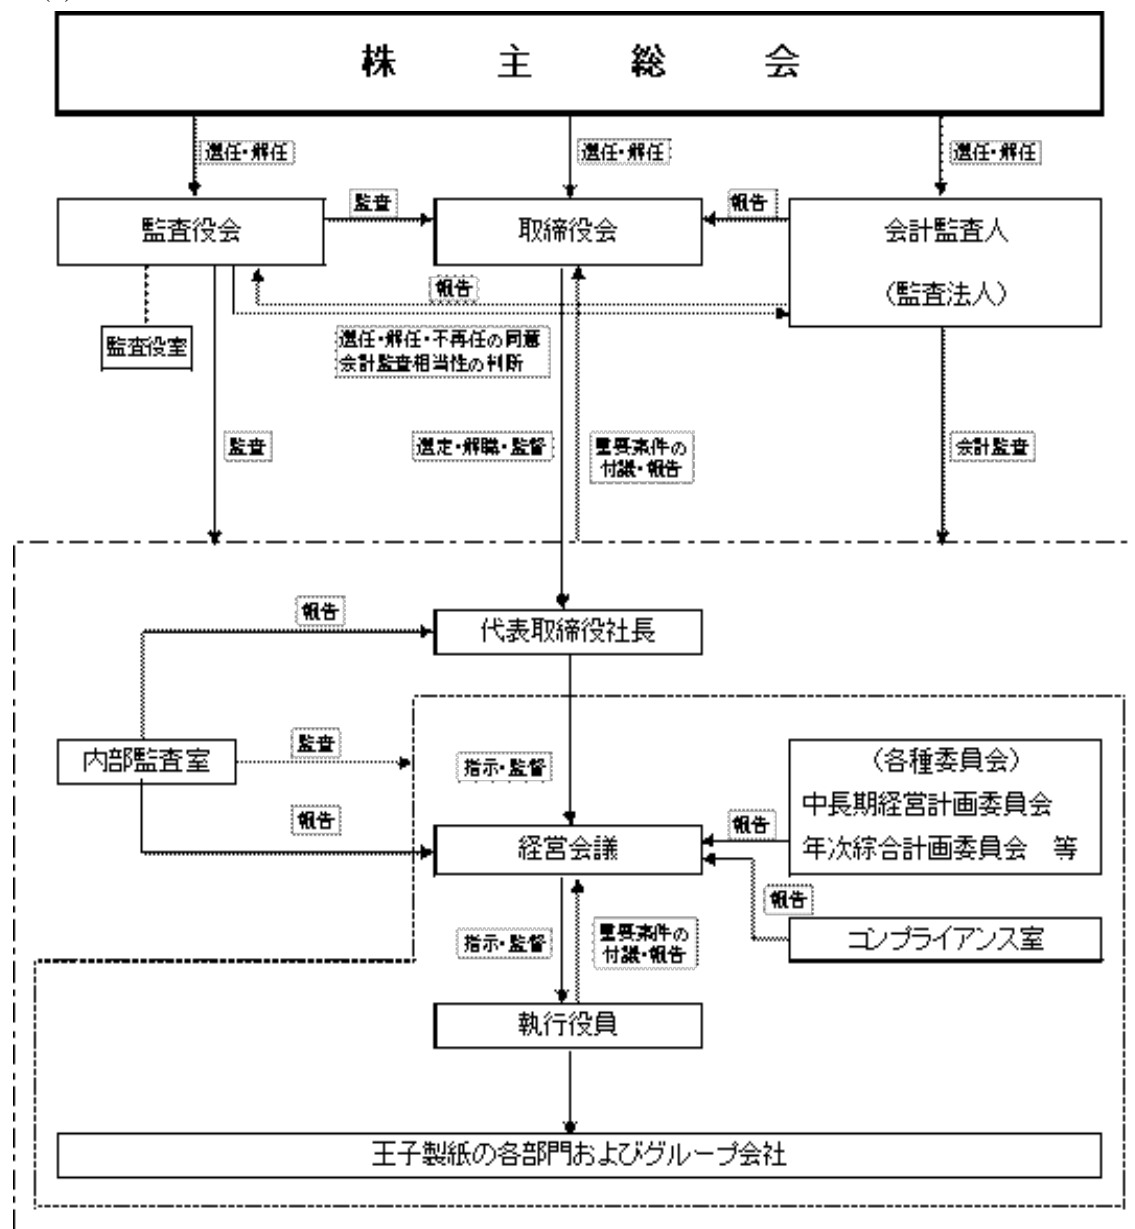 株主総会
選任・解任
選任・解任
選任・解任
監査役会
監査
取締役会
報告
会計監査人
（監査法人）
報告
監査役室
選任・解任・不再任の同意
会計監査相当性の判断
監査
選定・解職・監督
重要案件の
付議・報告
会計監査
報告
代表取締役社長
内部監査室
監査
指示・監督
（各種委員会）
中長期経営計画委員会
年次綜合計画委員会　等
報告
経営会議
報告
報告
コンプライアンス室
指示・監督
重要案件の
付議・報告
執行役員
王子製紙の各部門およびグループ会社